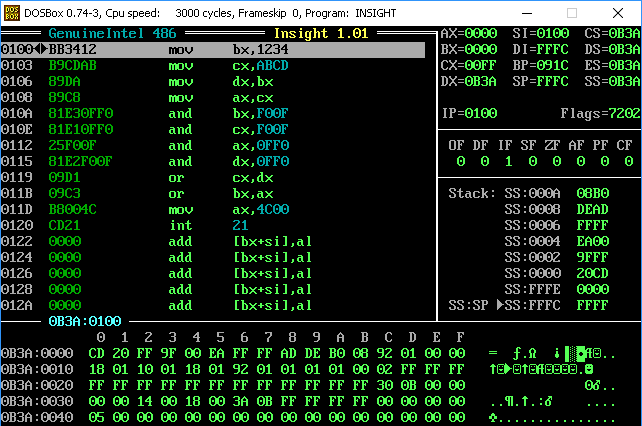 DOSBox 0.74-3, Cpu speed: 3000 cycles, Frameskip 0, Program: INSIGHT
GenuineIntel 486 Insight 1.01
0100 BB3412 mov bx,1234
0103 B9CDAB mov cx,ABCD
0106 89DA mov dx,bx
0108 89C8 mov ax,cx
010A 81E30FF0 and bx,F00F
010E 81E10FF0 and cx,F00F
0112 25F00F and ax,0FF0
0115 81E2F00F and dx,0FF0
0119 09D1 or cx,dx
011B 09C3 or bx,ax
011D B8004C mov ax,4C00
0120 CD21 int 21
0122 0000 add [bx+si],al
0124 0000 add [bx+si],al
0126 0000 add [bx+si],al
0128 0000 add [bx+si],al
012A 0000 add [bx+si],al
AX=0000 SI=0100 CS=0B3A
BX=0000 DI=FFFC DS=0B3A
CX=00FF BP=091C ES=0B3A
DX=0B3A SP=FFFC SS=0B3A
IP=0100 Flags=7202
OF DF IF SF ZF AF PF CF
0 0 1 0 0 0 0 0
Stack: SS:000A 08B0
SS:0008 DEAD
SS:0006 FFFF
SS:0004 EA00
SS:0002 9FFF
SS:0000 20CD
SS:FFFE 0000
SS:SP SS:FFFC FFFF
0B3A:0100
0 1 2 3 4 5 6 7 8 9 A B C D E F
0B3A:0000 CD 20 FF 9F 00 EA FF FF AD DE B0 08 92 01 00 00
0B3A:0010 18 01 10 01 18 01 92 01 01 01 01 00 02 FF FF FF
0B3A:0020 FF FF FF FF FF FF FF FF FF FF FF FF 30 0B 00 00
0B3A:0030 00 00 14 00 18 00 3A 0B FF FF FF FF 00 00 00 00
0B3A:0040 05 00 00 00 00 00 00 00 00 00 00 00 00 00 00 00